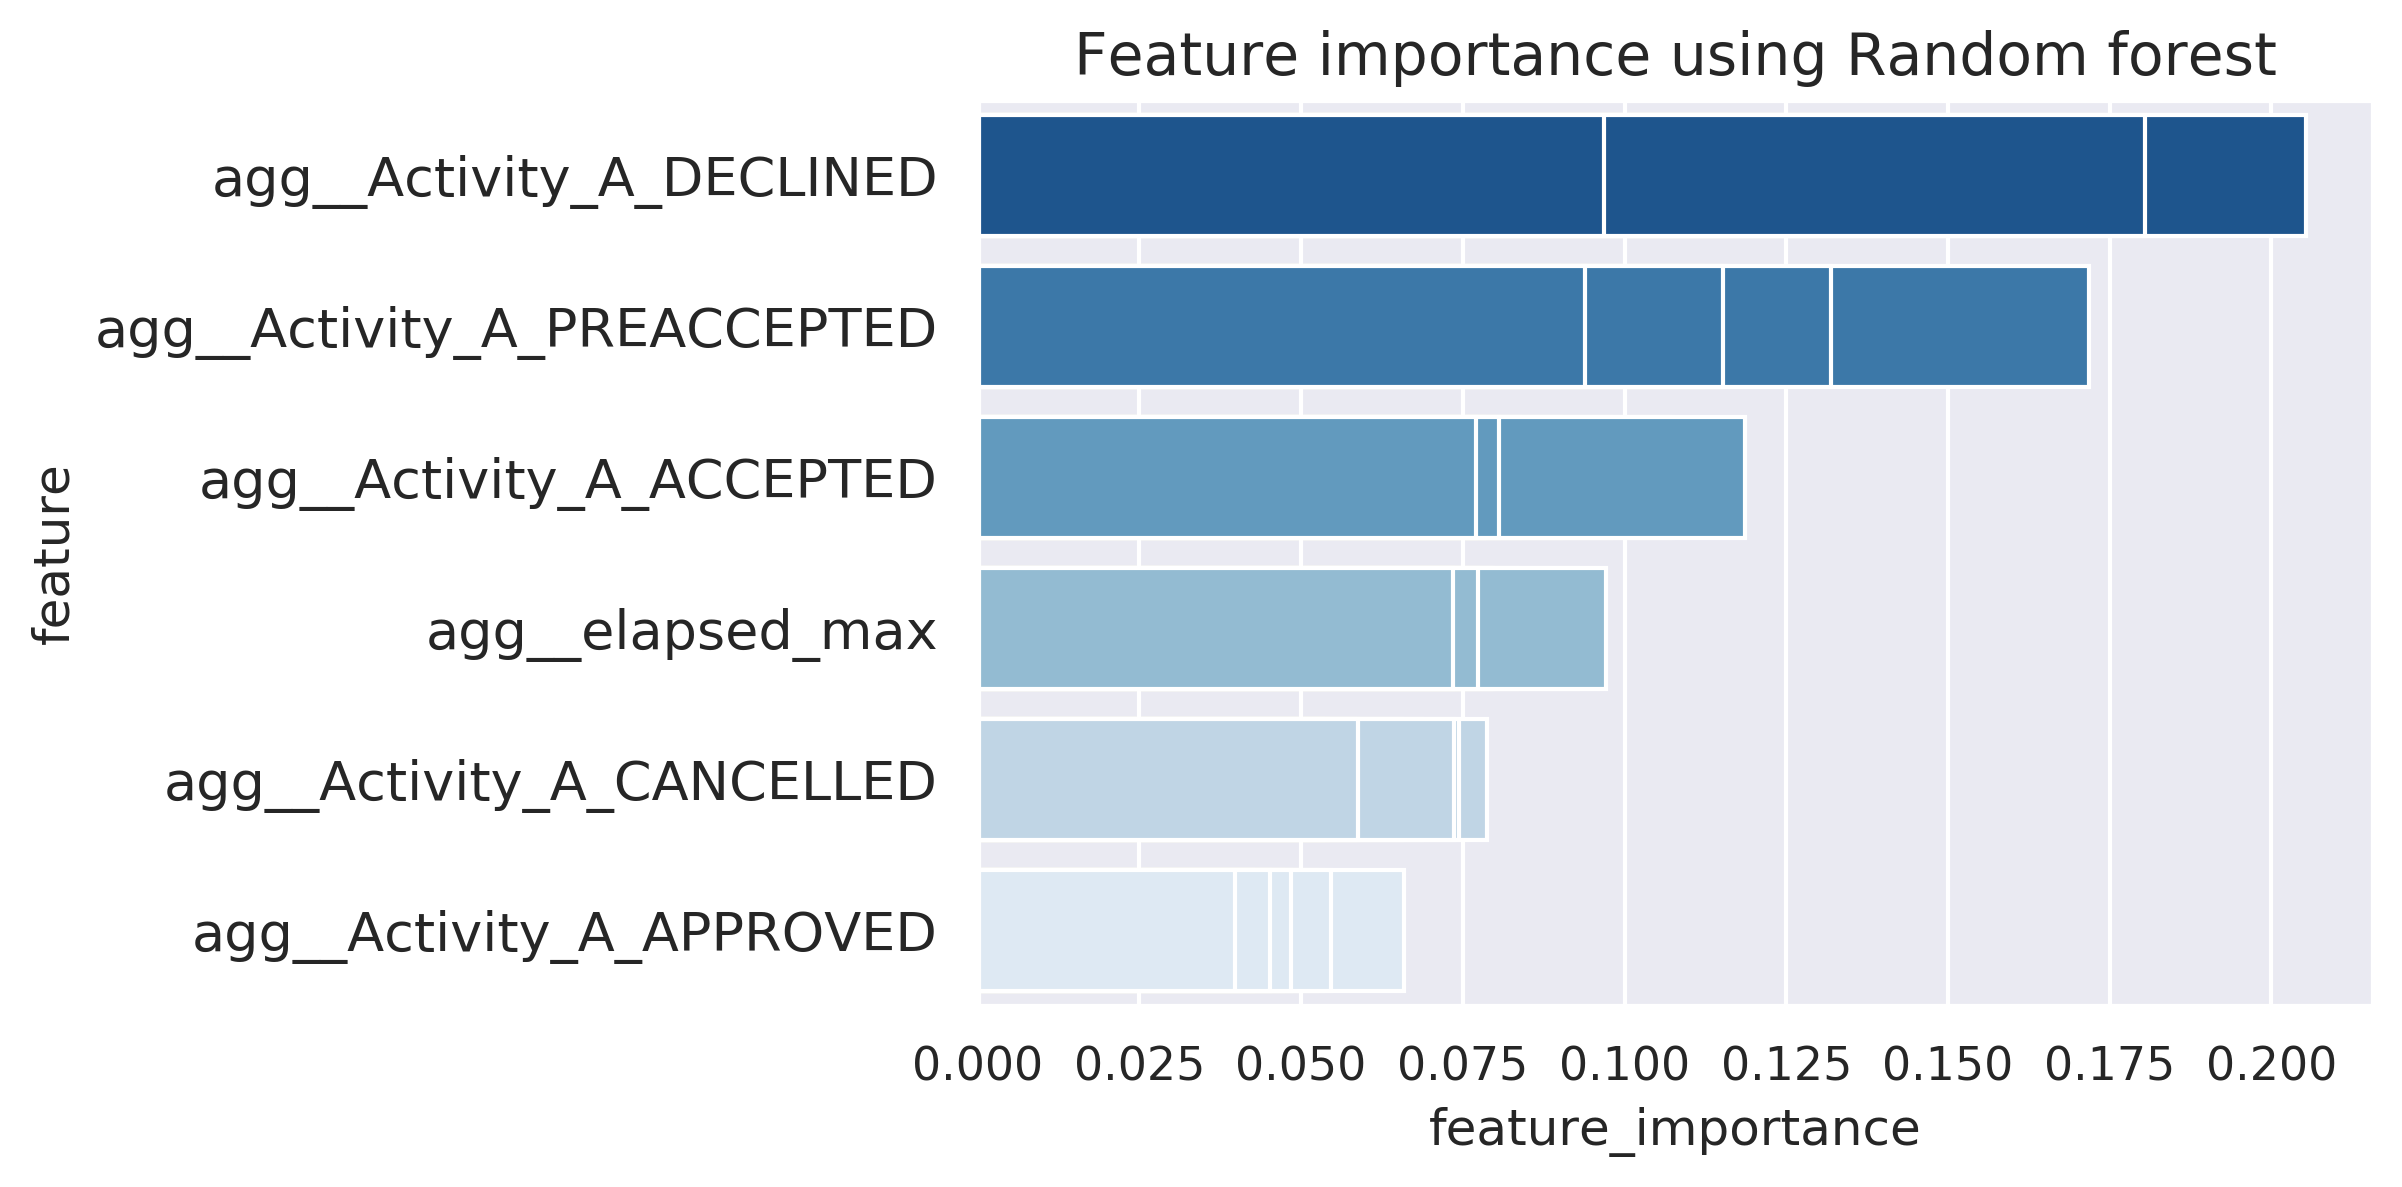 Feature importance using Random forest
agg__Activity_A_DECLINED
agg__Activity_A_PREACCEPTED
agg__Activity_A_ACCEPTED
agg__elapsed_max
agg__Activity_A_CANCELLED
agg__Activity_A_APPROVED
feature
0.000 0.025 0.050 0.075 0.100 0.125 0.150 0.175 0.200
feature_importance